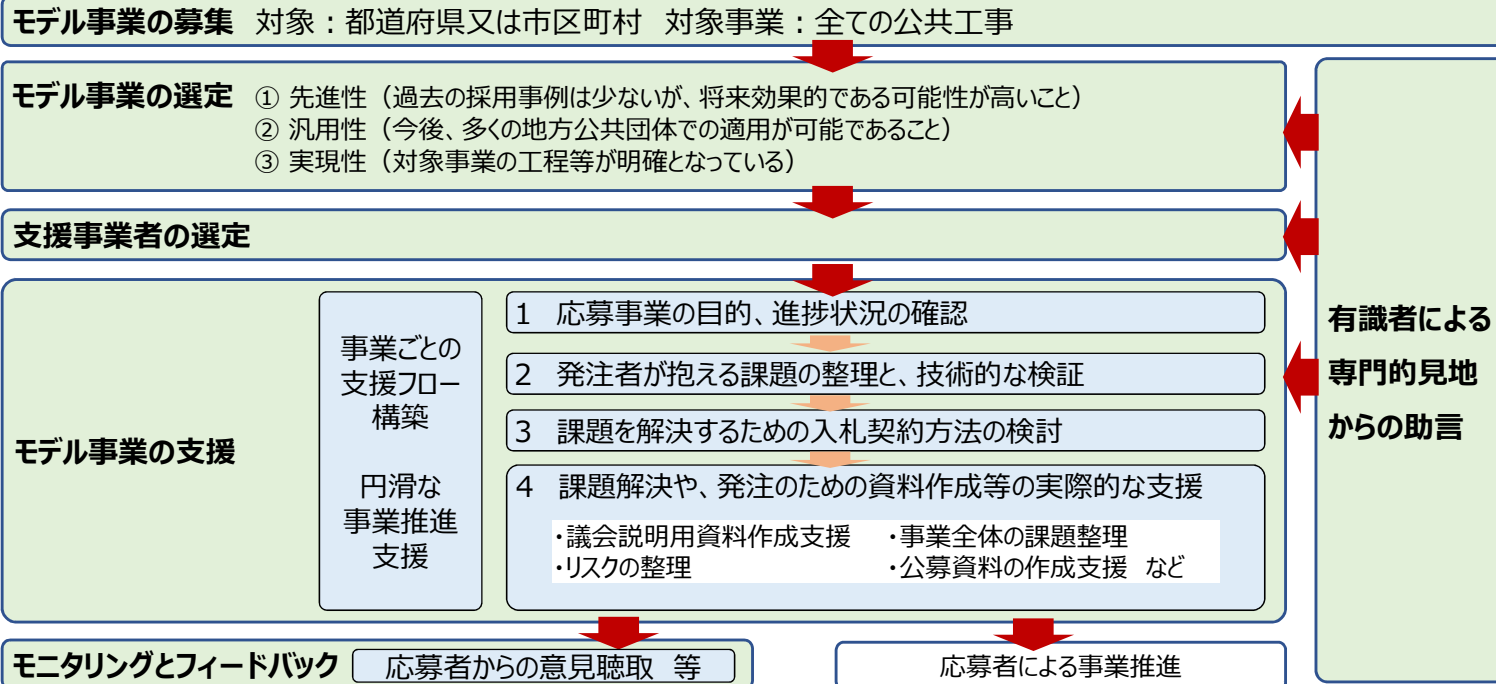 モデル事業の募集 対象：都道府県又は市区町村 対象事業：全ての公共工事
モデル事業の選定 ① 先進性（過去の採用事例は少ないが、将来効果的である可能性が高いこと）
② 汎用性（今後、多くの地方公共団体での適用が可能であること）
③ 実現性（対象事業の工程等が明確となっている）
支援事業者の選定
モデル事業の支援
事業ごとの
支援フロー
構築
円滑な
事業推進
支援
1 応募事業の目的、進捗状況の確認
2 発注者が抱える課題の整理と、技術的な検証
3 課題を解決するための入札契約方法の検討
4 課題解決や、発注のための資料作成等の実際的な支援
・議会説明用資料作成支援 ・事業全体の課題整理
・リスクの整理 ・公募資料の作成支援 など
有識者による
専門的見地
からの助言
モニタリングとフィードバック 応募者からの意見聴取 等
応募者による事業推進